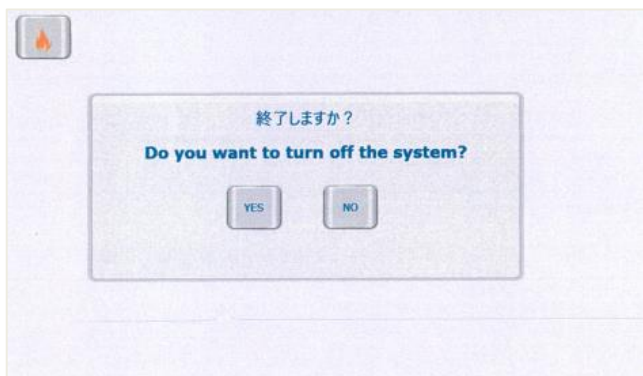 終了しますか？
Do you want to turn off the system?
YES
NO